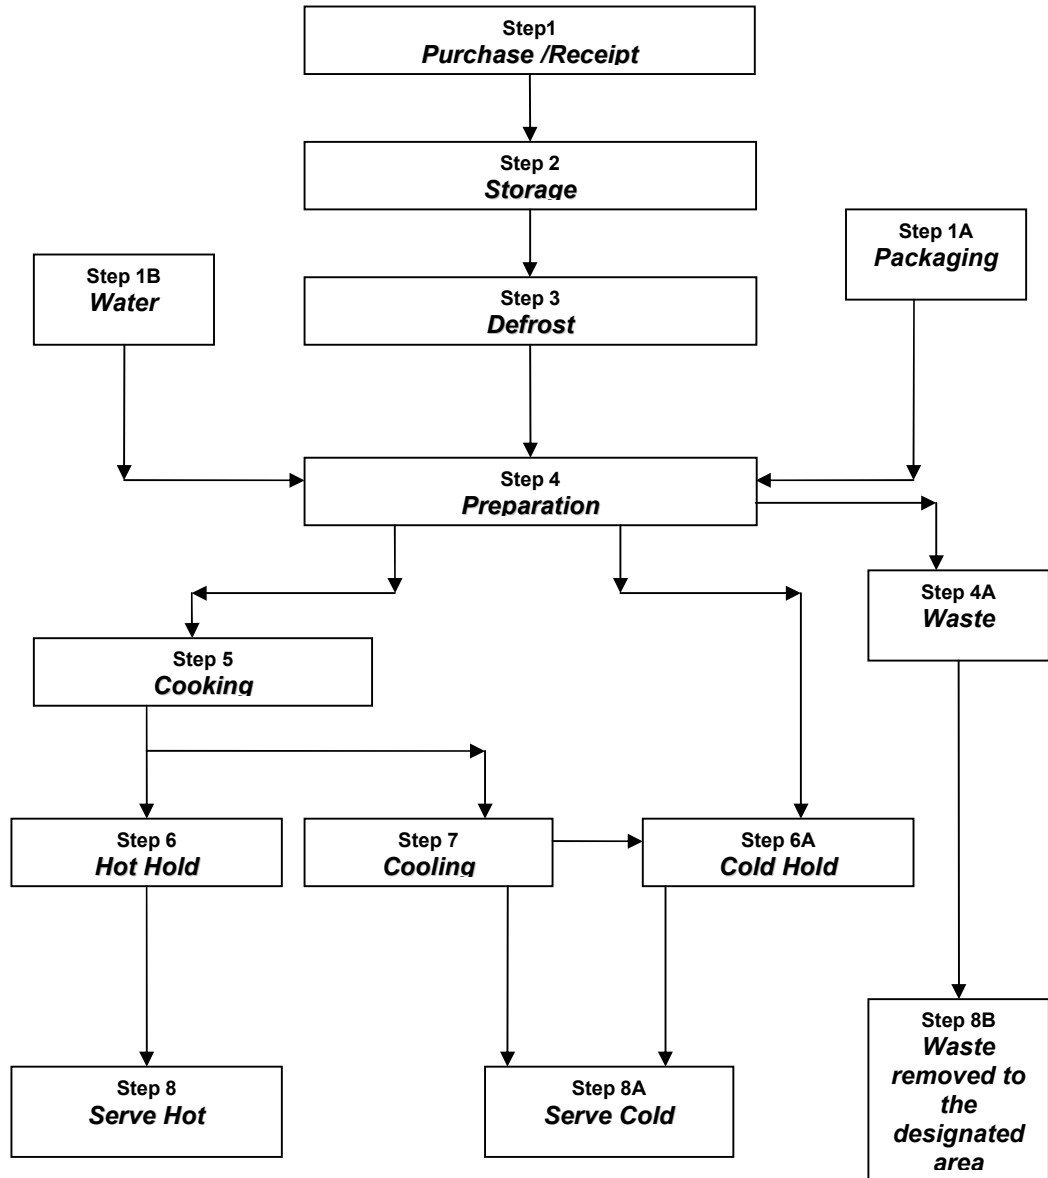 Step1
Purchase /Receipt
Step 2
Storage
Step 1A
Packaging
Step 1B
Water
Step 3
Defrost
Step 4
Preparation
Step 4A
Waste
Step 5
Cooking
Step 6
Hot Hold
Step 7
Cooling
Step 6A
Cold Hold
Step 8
Serve Hot
Step 8A
Serve Cold
Step 8B
Waste
removed to
the
designated
area